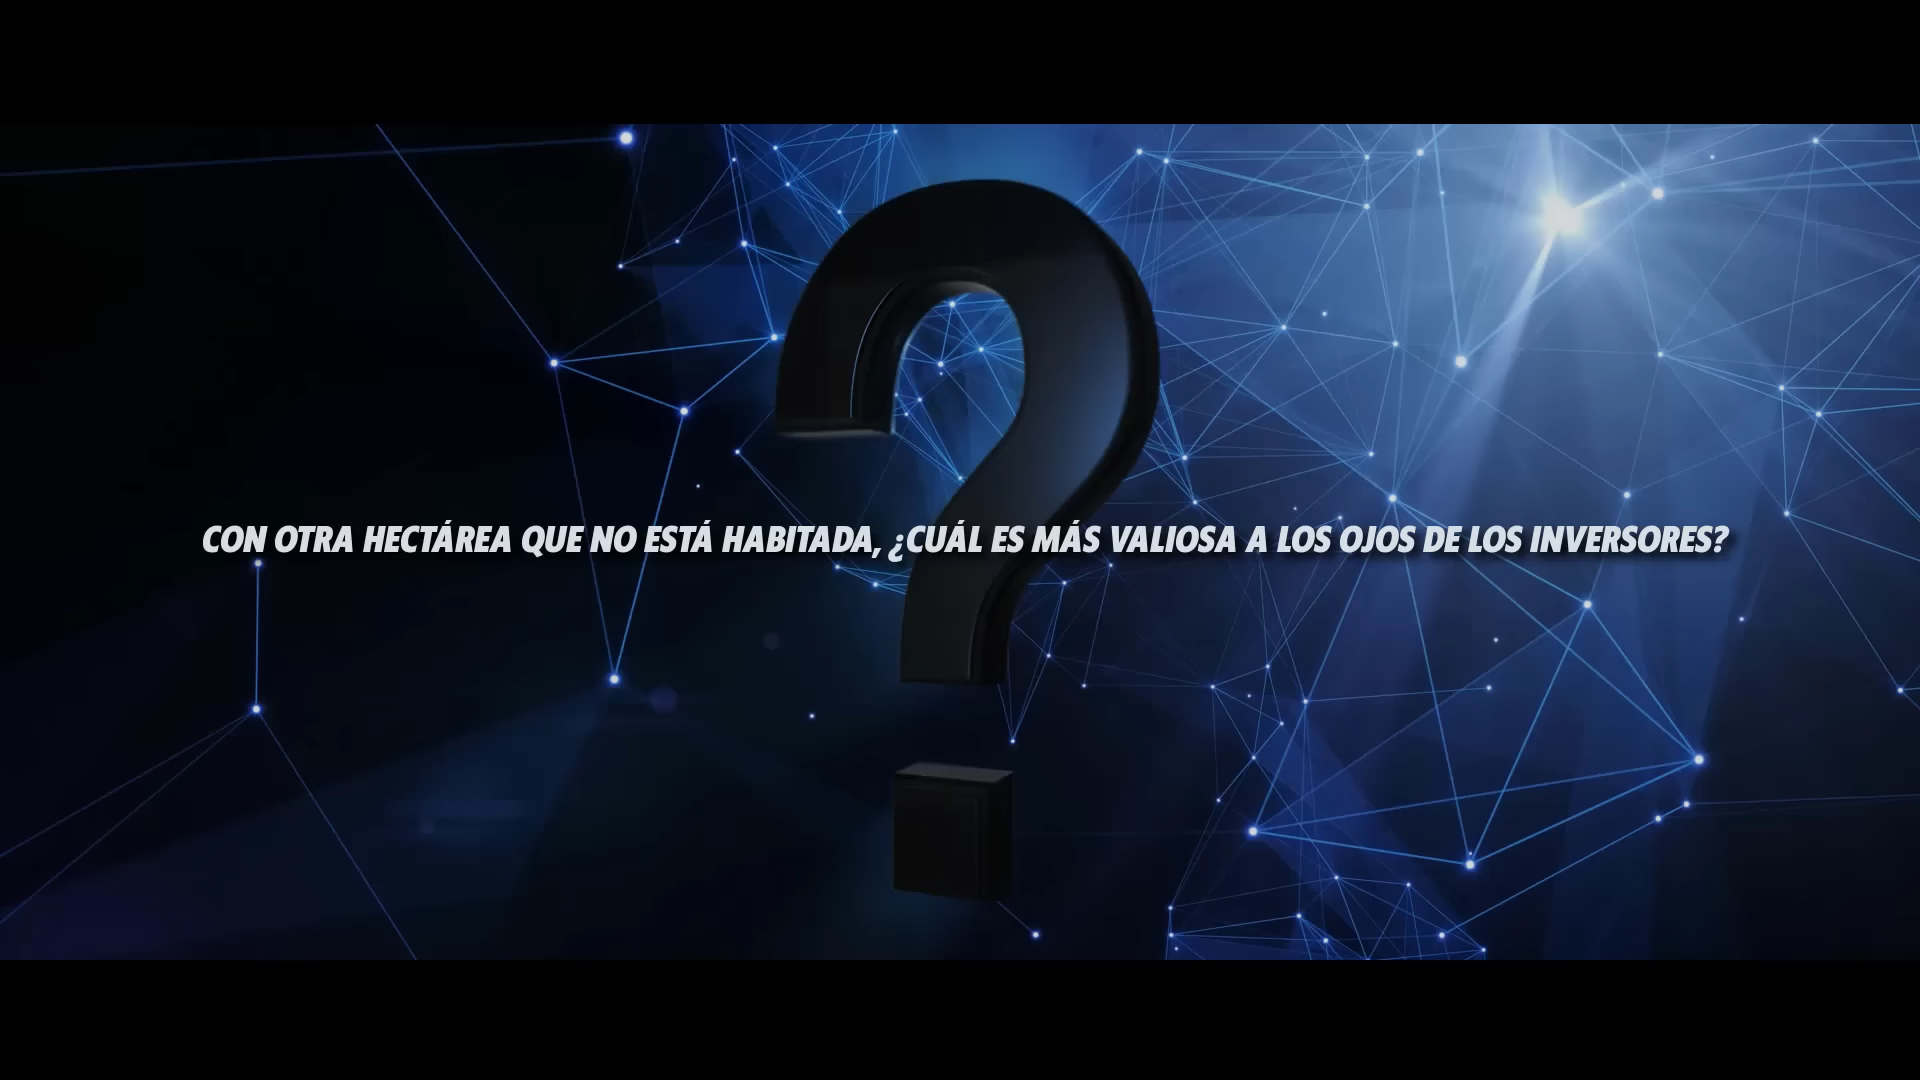 CON OTRA HECTÁREA QUE NO ESTÁ HABITADA, ¿CUÁL ES MÁS VALIOSA A LOS OJOS DE LOS INVERSORES?